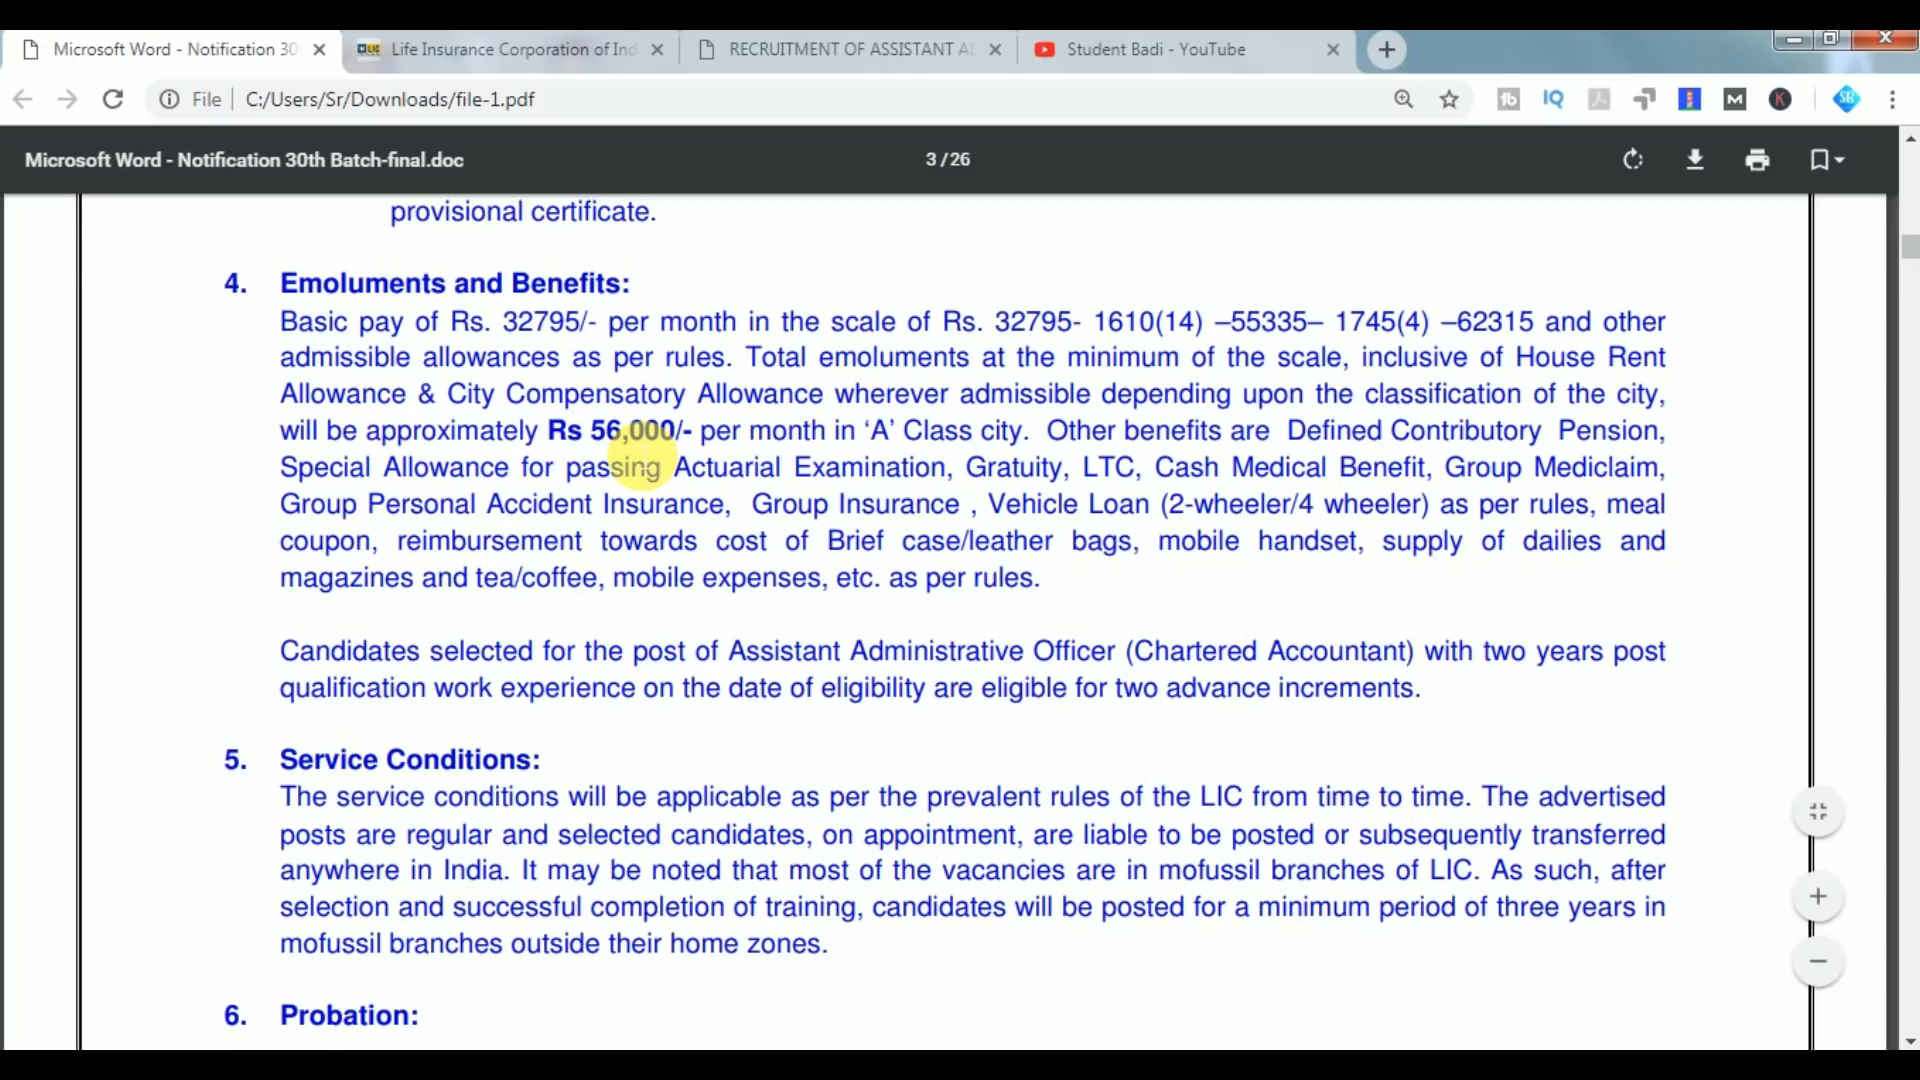 Microsoft Word - Notification 30
Life Insurance Corporation of Ind
RECRUITMENT OF ASSISTANT AD
Student Badi - YouTube
File
C:/Users/Sr/Downloads/file-1.pdf
Microsoft Word - Notification 30th Batch-final.doc
3 / 26
provisional certificate.
4. Emoluments and Benefits:
Basic pay of Rs. 32795/- per month in the scale of Rs. 32795- 1610(14) –55335– 1745(4) –62315 and other
admissible allowances as per rules. Total emoluments at the minimum of the scale, inclusive of House Rent
Allowance & City Compensatory Allowance wherever admissible depending upon the classification of the city,
will be approximately Rs 56,000/- per month in ‘A’ Class city. Other benefits are Defined Contributory Pension,
Special Allowance for passing Actuarial Examination, Gratuity, LTC, Cash Medical Benefit, Group Mediclaim,
Group Personal Accident Insurance, Group Insurance , Vehicle Loan (2-wheeler/4 wheeler) as per rules, meal
coupon, reimbursement towards cost of Brief case/leather bags, mobile handset, supply of dailies and
magazines and tea/coffee, mobile expenses, etc. as per rules.
Candidates selected for the post of Assistant Administrative Officer (Chartered Accountant) with two years post
qualification work experience on the date of eligibility are eligible for two advance increments.
5. Service Conditions:
The service conditions will be applicable as per the prevalent rules of the LIC from time to time. The advertised
posts are regular and selected candidates, on appointment, are liable to be posted or subsequently transferred
anywhere in India. It may be noted that most of the vacancies are in mofussil branches of LIC. As such, after
selection and successful completion of training, candidates will be posted for a minimum period of three years in
mofussil branches outside their home zones.
6. Probation: